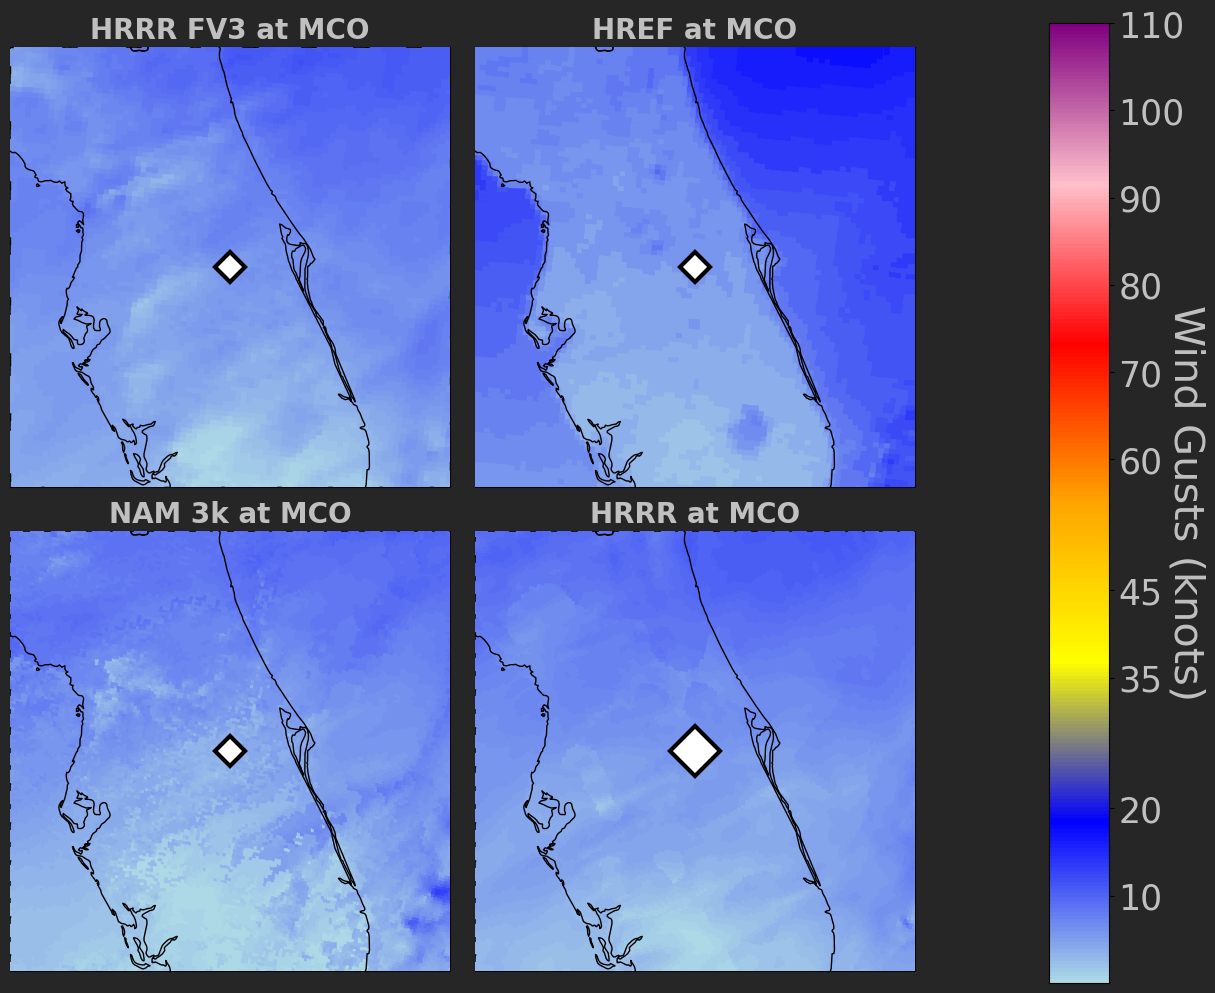 HRRR FV3 at MCO
HREF at MCO
NAM 3k at MCO
HRRR at MCO
110
100
90
80
70
60
45
35
20
10
Wind Gusts (knots)